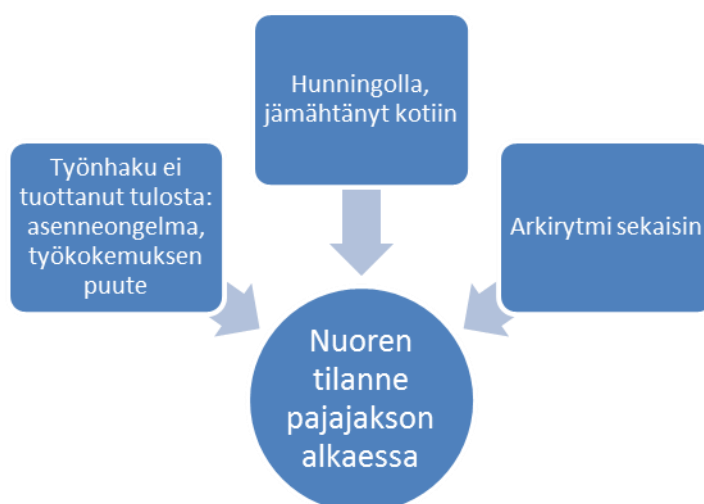 Hunningolla,
jämähtänyt kotiin
Työnhaku ei
tuottanut tulosta:
asenneongelma,
työkokemuksen
puute
Arkirytmi sekaisin
Nuoren
tilanne
pajajakson
alkaessa